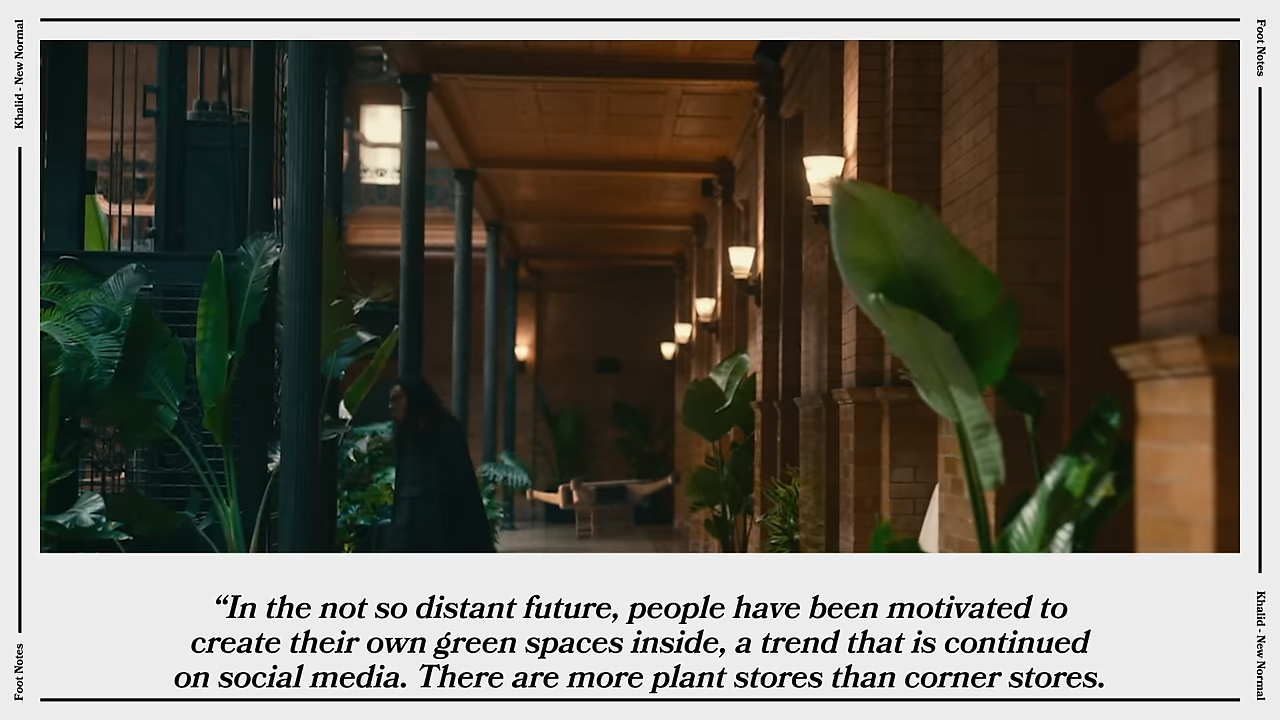 Khalid - New Normal
Foot Notes
“In the not so distant future, people have been motivated to
create their own green spaces inside, a trend that is continued
on social media. There are more plant stores than corner stores.
Foot Notes
Khalid - New Normal